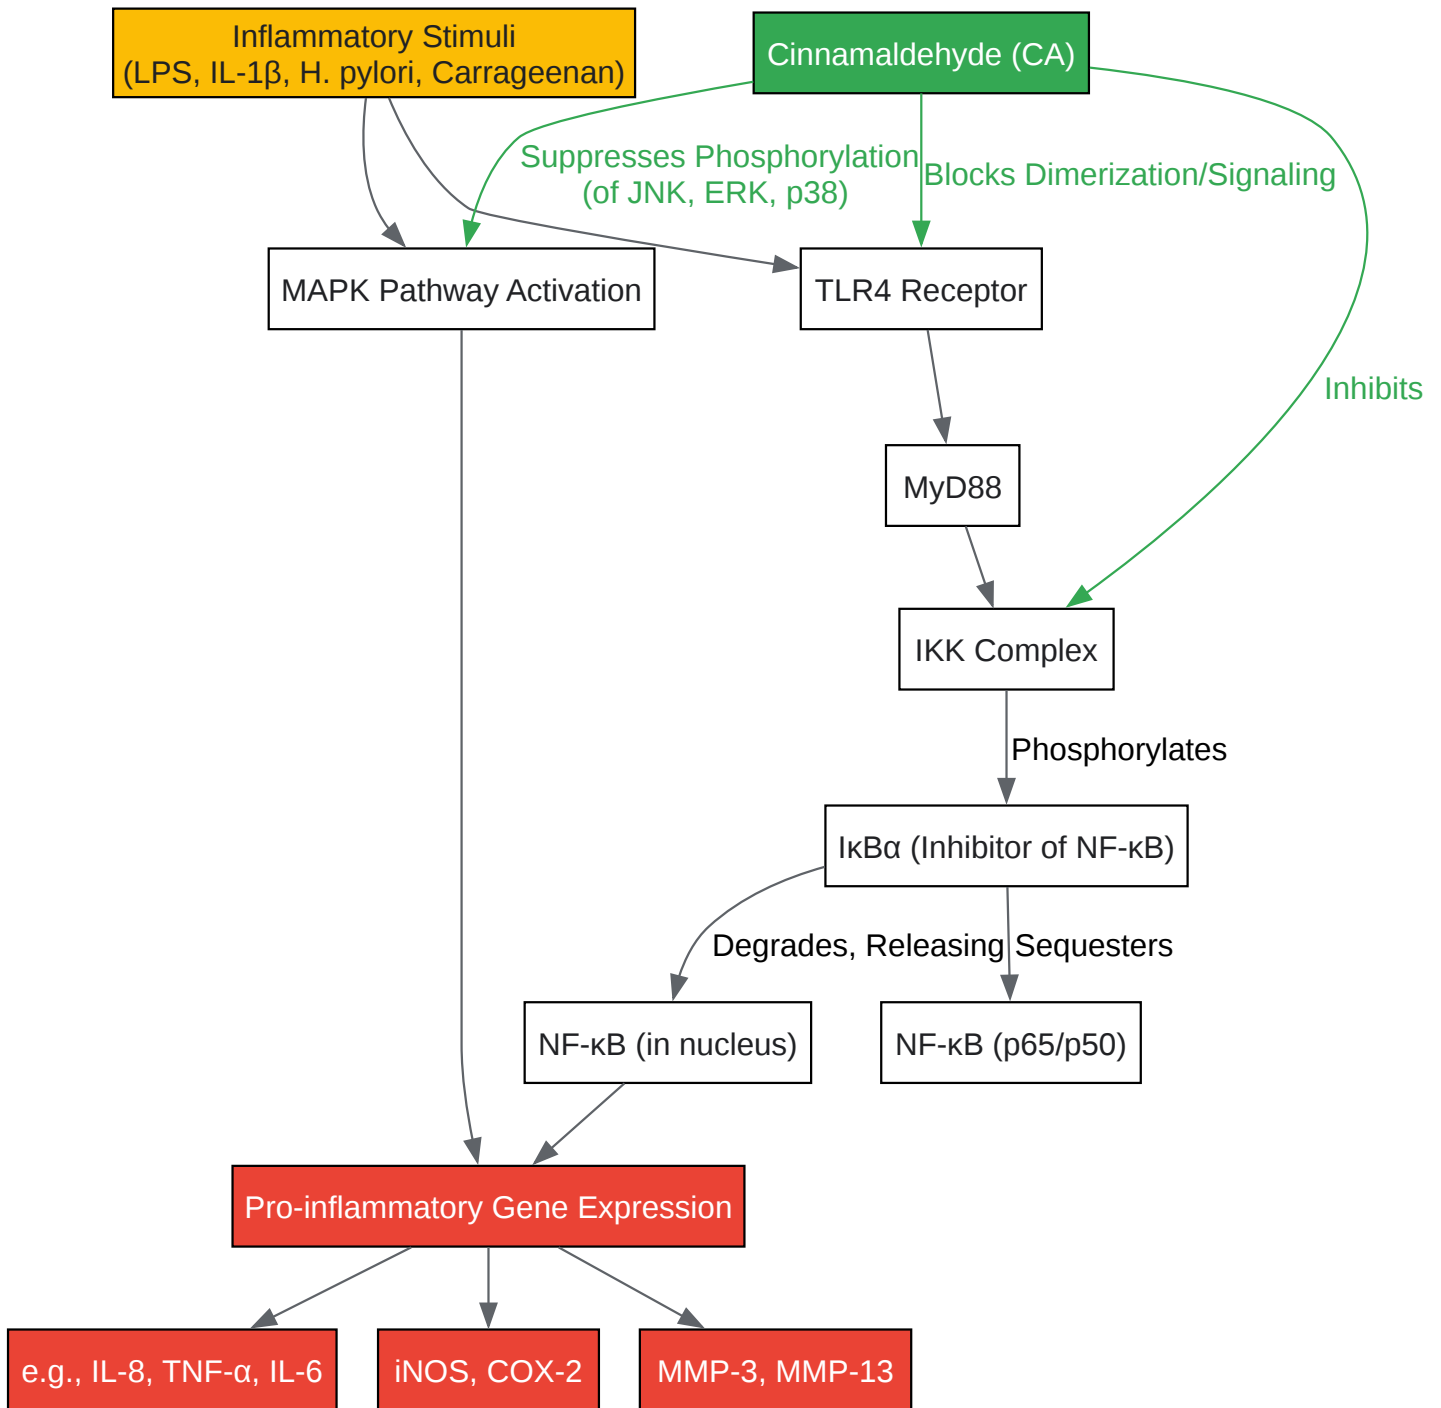 Inflammatory Stimuli
(LPS, IL-1β, H. pylori, Carrageenan)
Cinnamaldehyde (CA)
Suppresses Phosphorylation
(of JNK, ERK, p38)
Blocks Dimerization/Signaling
MAPK Pathway Activation
TLR4 Receptor
Inhibits
MyD88
IKK Complex
Phosphorylates
IκBα (Inhibitor of NF-κB)
Degrades, Releasing
Sequesters
NF-κB (in nucleus)
NF-κB (p65/p50)
Pro-inflammatory Gene Expression
e.g., IL-8, TNF-α, IL-6
iNOS, COX-2
MMP-3, MMP-13